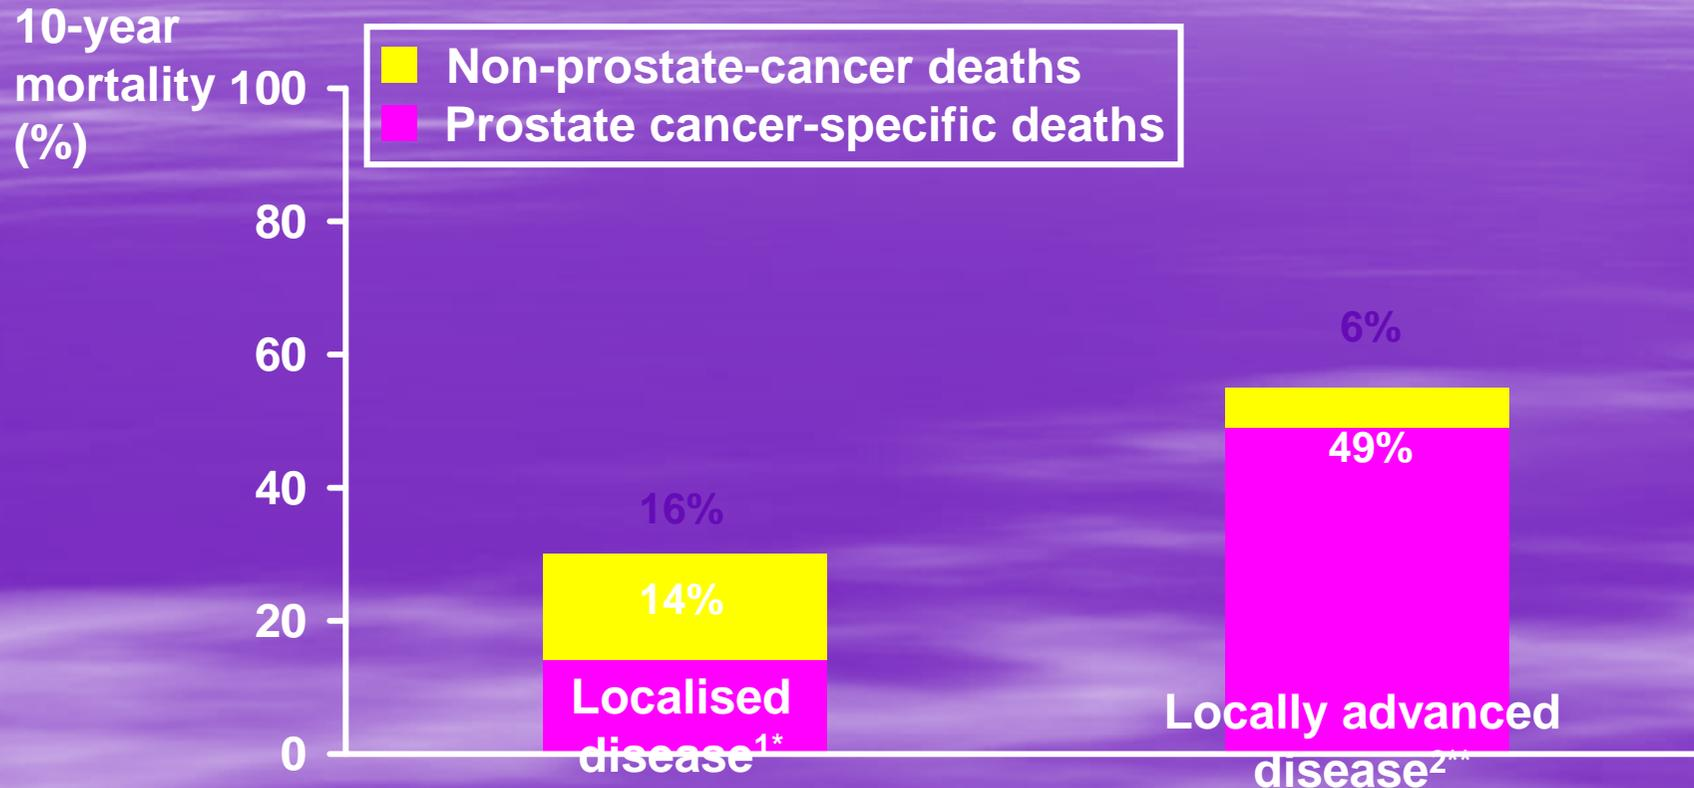 10-year
mortality
(%)
100
80
60
40
20
0
Non-prostate-cancer deaths
Prostate cancer-specific deaths
16%
14%
6%
49%
Localised
disease1*
Locally advanced
disease2**